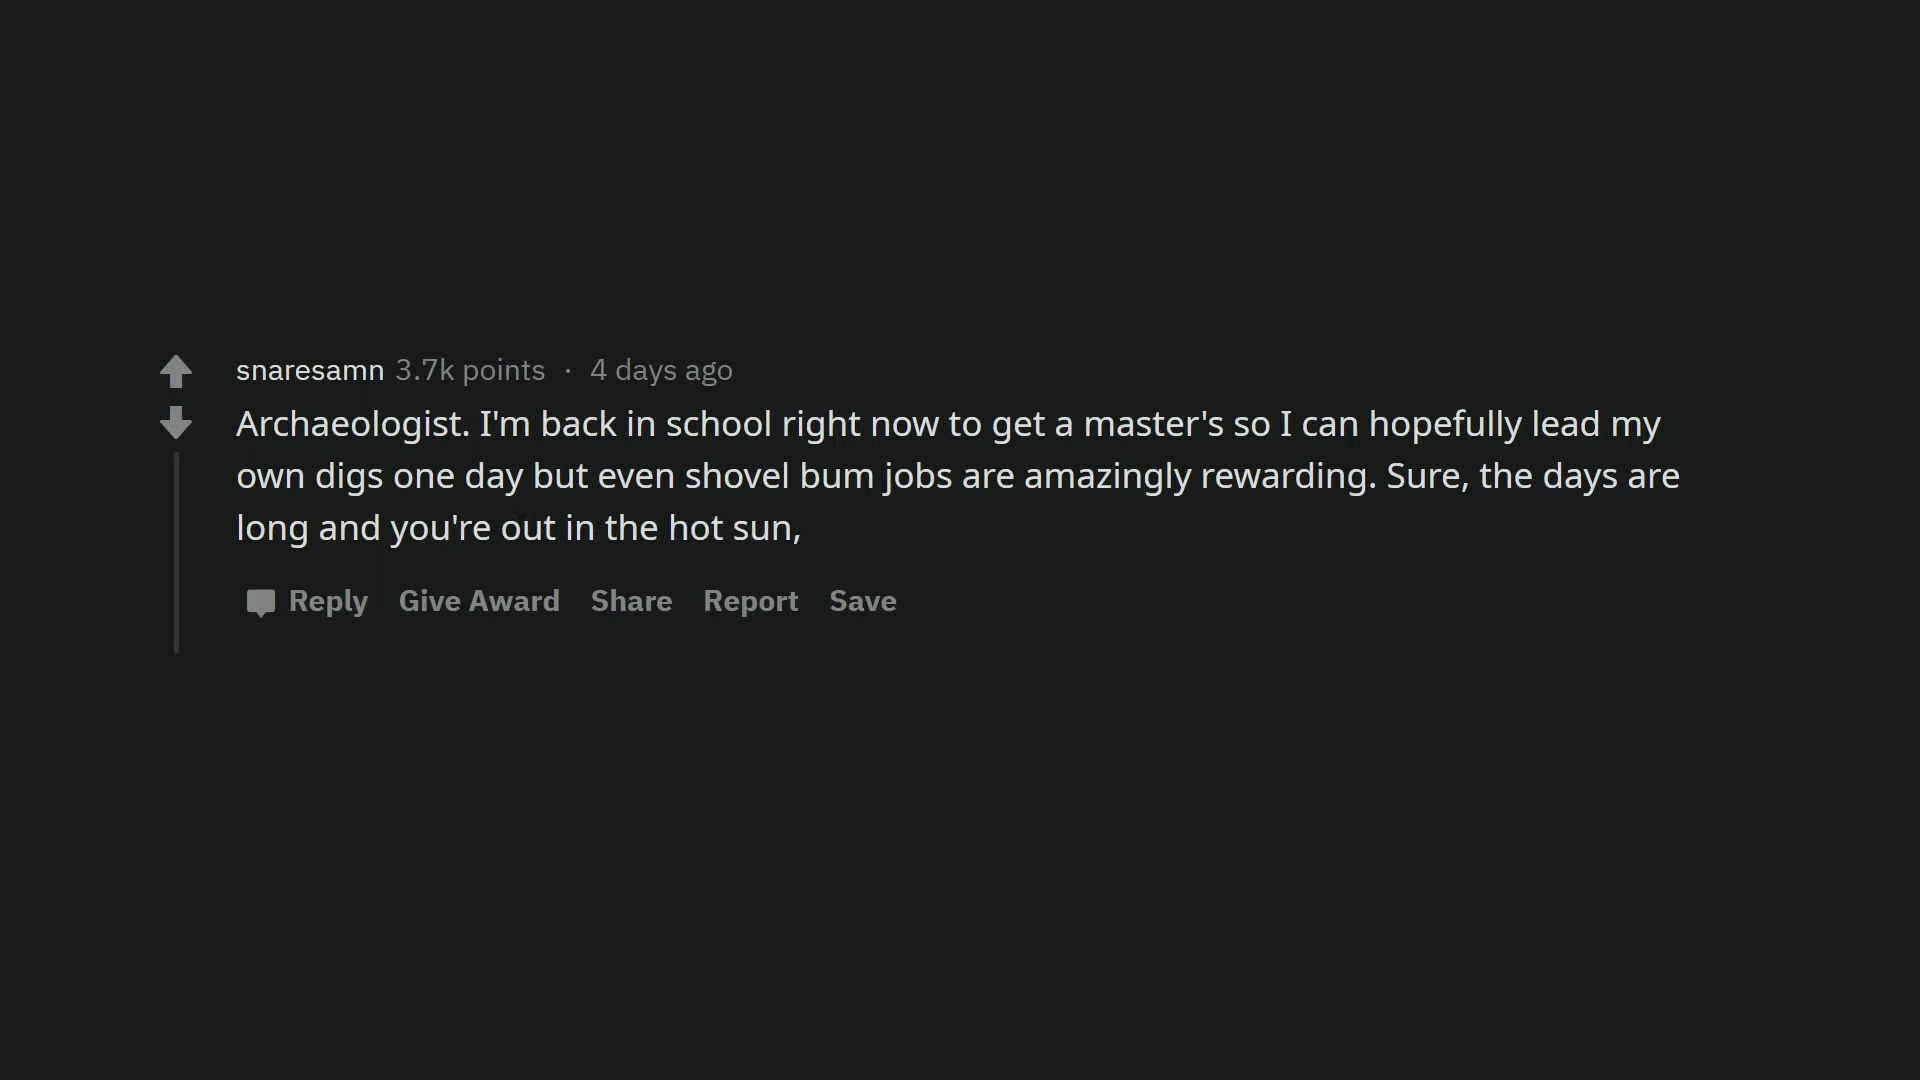 snaresamn 3.7k points · 4 days ago
Archaeologist. I'm back in school right now to get a master's so I can hopefully lead my
own digs one day but even shovel bum jobs are amazingly rewarding. Sure, the days are
long and you're out in the hot sun,
Reply Give Award Share Report Save